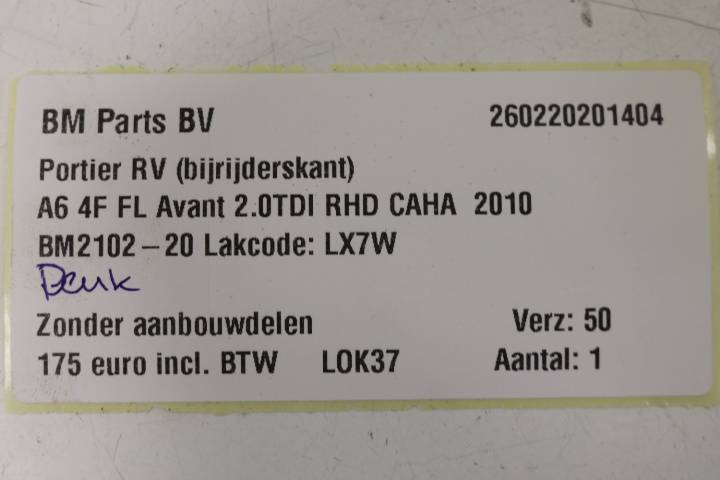 BM Parts BV 260220201404
Portier RV (bijrijderskant)
A6 4F FL Avant 2.0TDI RHD CAHA 2010
BM2102-20 Lakcode: LX7W
Deuk
Zonder aanbouwdelen Verz: 50
175 euro incl. BTW LOK37 Aantal: 1